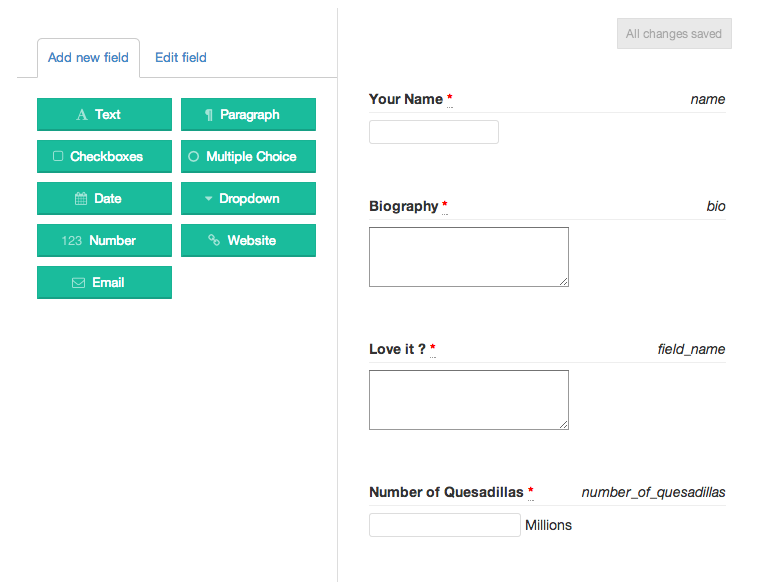 All changes saved
Add new field Edit field
A Text ¶ Paragraph
Checkboxes Multiple Choice
Date Dropdown
123 Number Website
Email
Your Name * name
Biography * bio
Love it ? * field_name
Number of Quesadillas * number_of_quesadillas
Millions